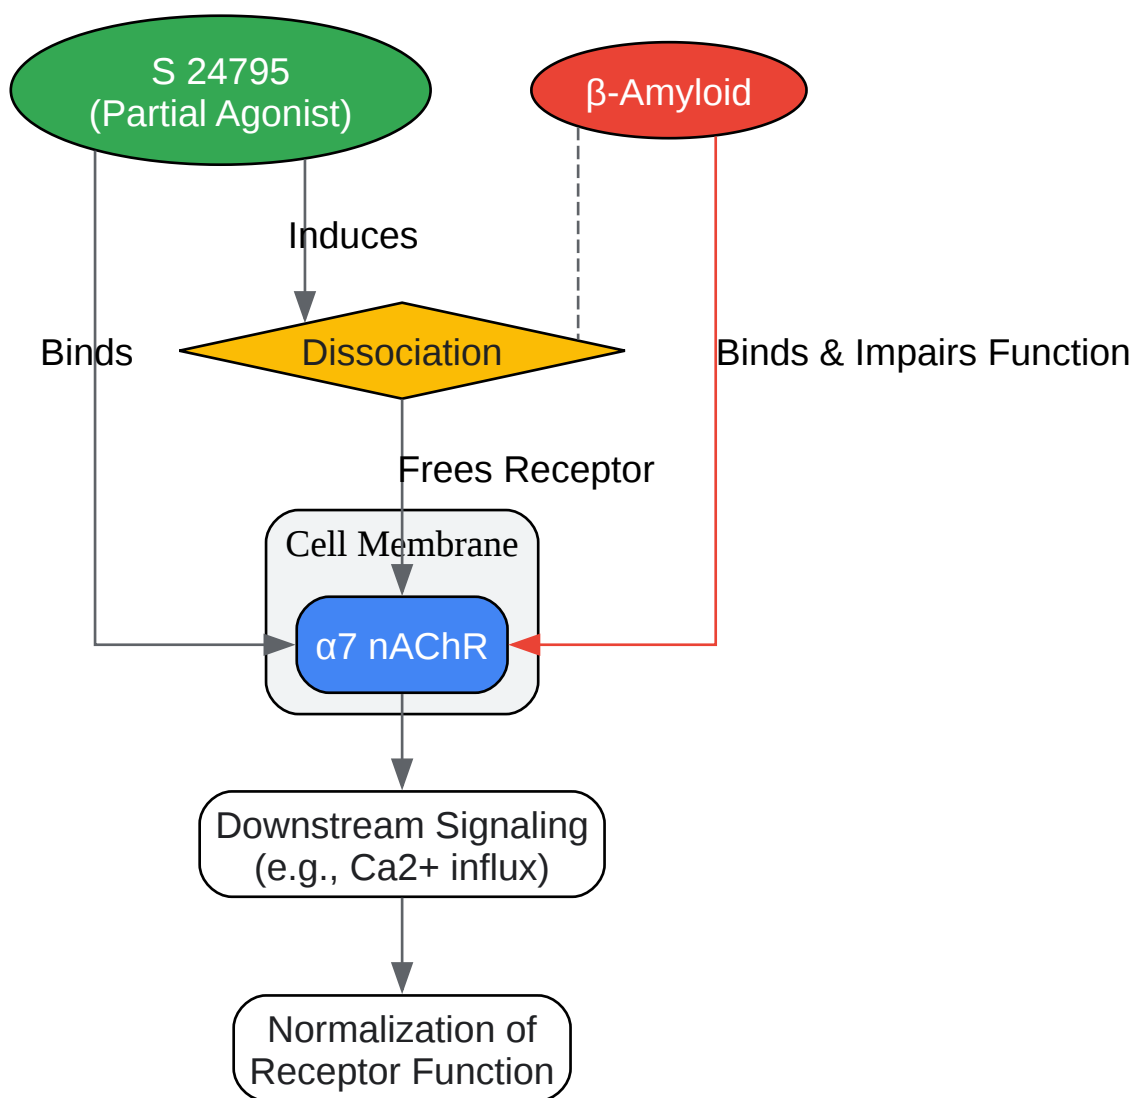 S 24795
(Partial Agonist)
β-Amyloid
Induces
Binds
Dissociation
Binds & Impairs Function
Frees Receptor
Cell Membrane
α7 nAChR
Downstream Signaling
(e.g., Ca2+ influx)
Normalization of
Receptor Function